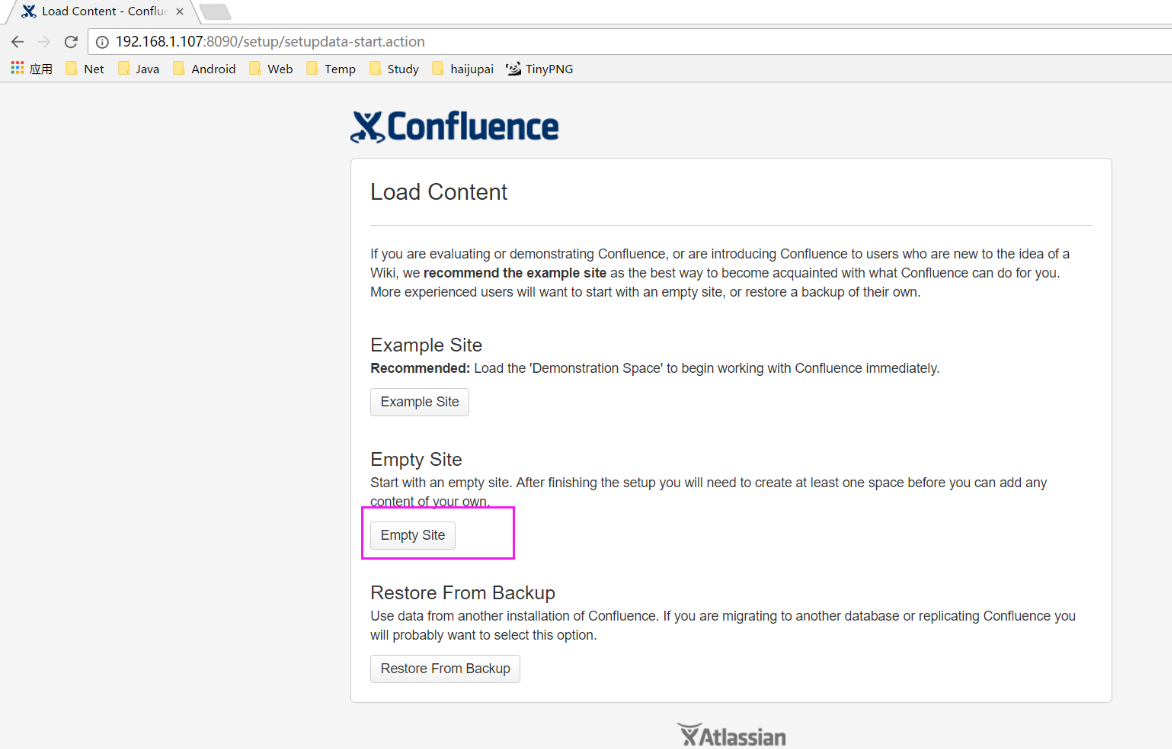 Load Content - Conflu
192.168.1.107:8090/setup/setupdata-start.action
应用 Net Java Android Web Temp Study haijupai TinyPNG
Confluence
Load Content
If you are evaluating or demonstrating Confluence, or are introducing Confluence to users who are new to the idea of a
Wiki, we recommend the example site as the best way to become acquainted with what Confluence can do for you.
More experienced users will want to start with an empty site, or restore a backup of their own.
Example Site
Recommended: Load the 'Demonstration Space' to begin working with Confluence immediately.
Example Site
Empty Site
Start with an empty site. After finishing the setup you will need to create at least one space before you can add any
content of your own.
Empty Site
Restore From Backup
Use data from another installation of Confluence. If you are migrating to another database or replicating Confluence you
will probably want to select this option.
Restore From Backup
Atlassian